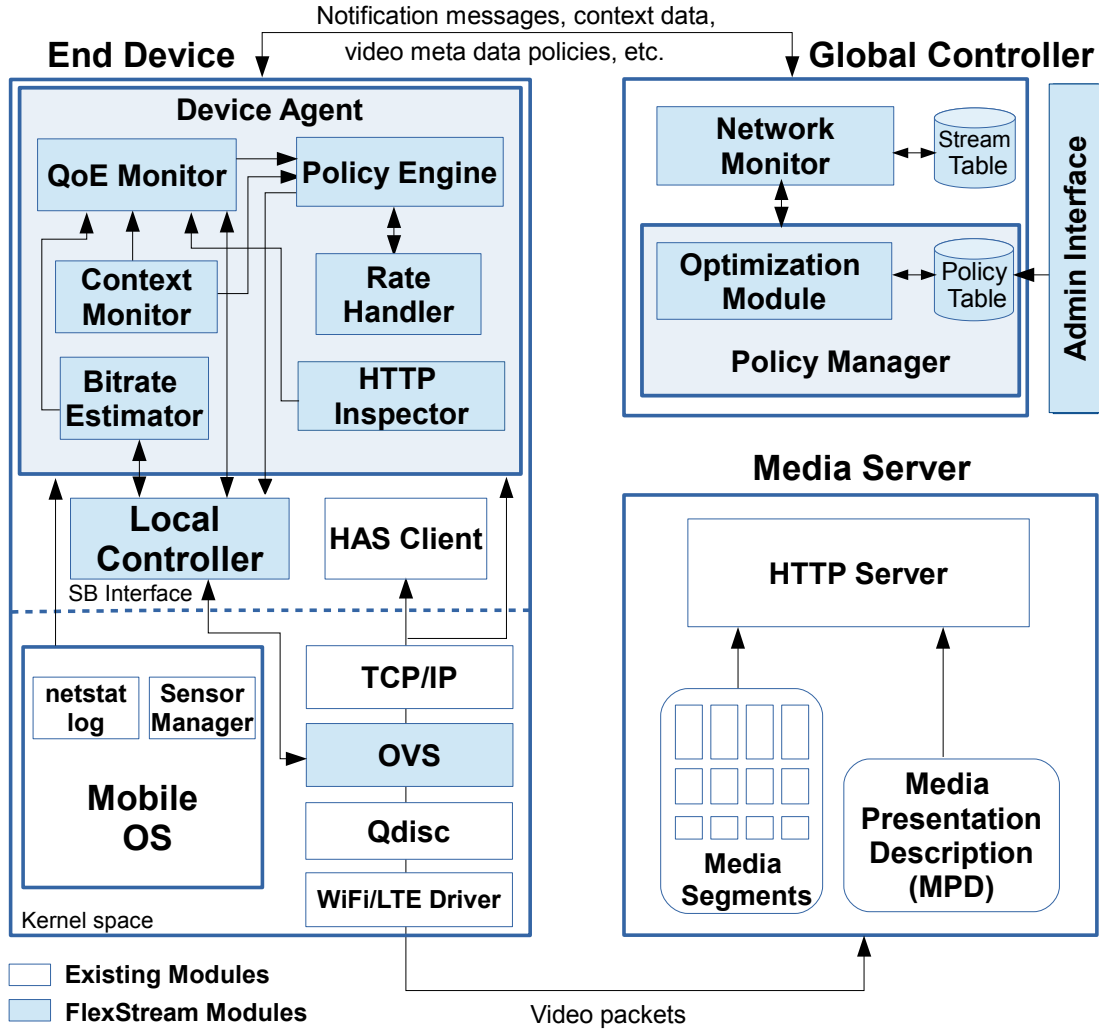 Notification messages, context data,
video meta data policies, etc.
End Device
Global Controller
Device Agent
QoE Monitor
Policy Engine
Context
Monitor
Rate
Handler
Bitrate
Estimator
HTTP
Inspector
Local
Controller
HAS Client
SB Interface
netstat
log
Sensor
Manager
Mobile
OS
TCP/IP
OVS
Qdisc
WiFi/LTE Driver
Kernel space
Network
Monitor
Stream
Table
Optimization
Module
Policy
Table
Policy Manager
Admin Interface
Media Server
HTTP Server
Media
Segments
Media
Presentation
Description
(MPD)
Existing Modules
FlexStream Modules
Video packets